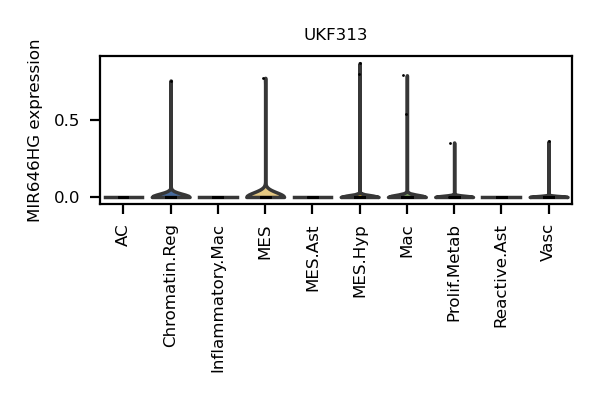 UKF313
MIR646HG expression
0.5
0.0
AC
Chromatin.Reg
Inflammatory.Mac
MES
MES.Ast
MES.Hyp
Mac
Prolif.Metab
Reactive.Ast
Vasc